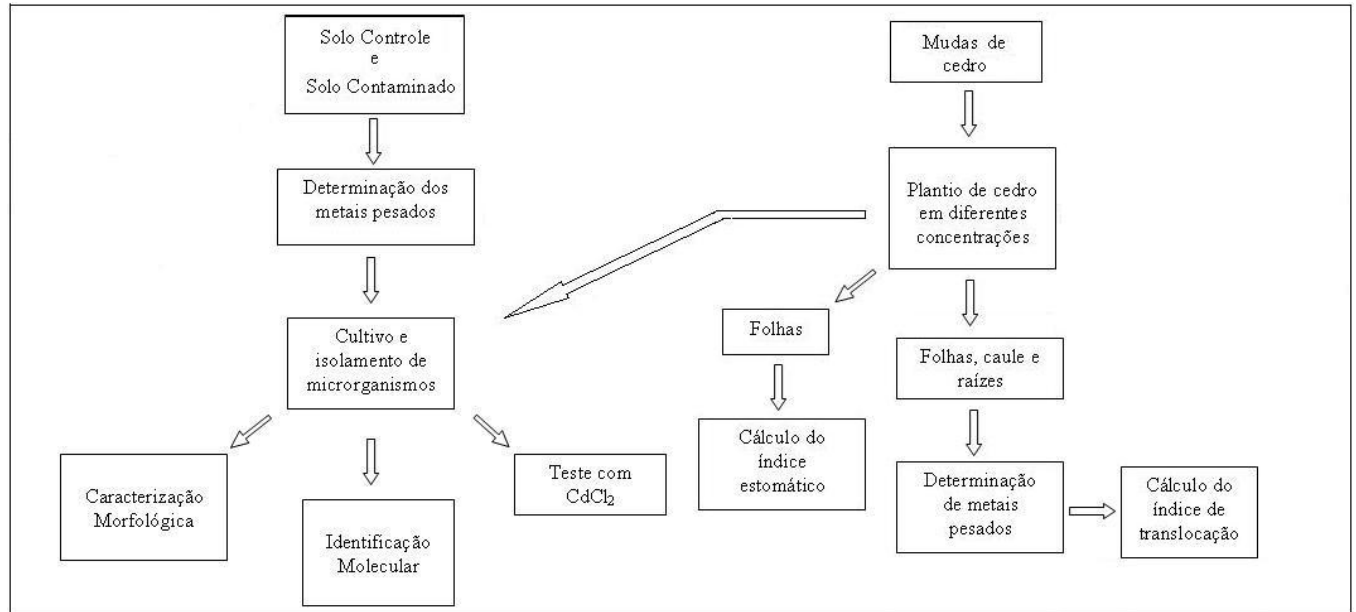 Solo Controle
e
Solo Contaminado
Determinação dos
metais pesados
Cultivo e
isolamento de
microrganismos
Caracterização
Morfológica
Identificação
Molecular
Teste com
CdCl₂
Mudas de
cedro
Plantio de cedro
em diferentes
concentrações
Folhas
Cálculo do
índice
estomático
Folhas, caule e
raízes
Determinação
de metais
pesados
Cálculo do
índice de
translocação